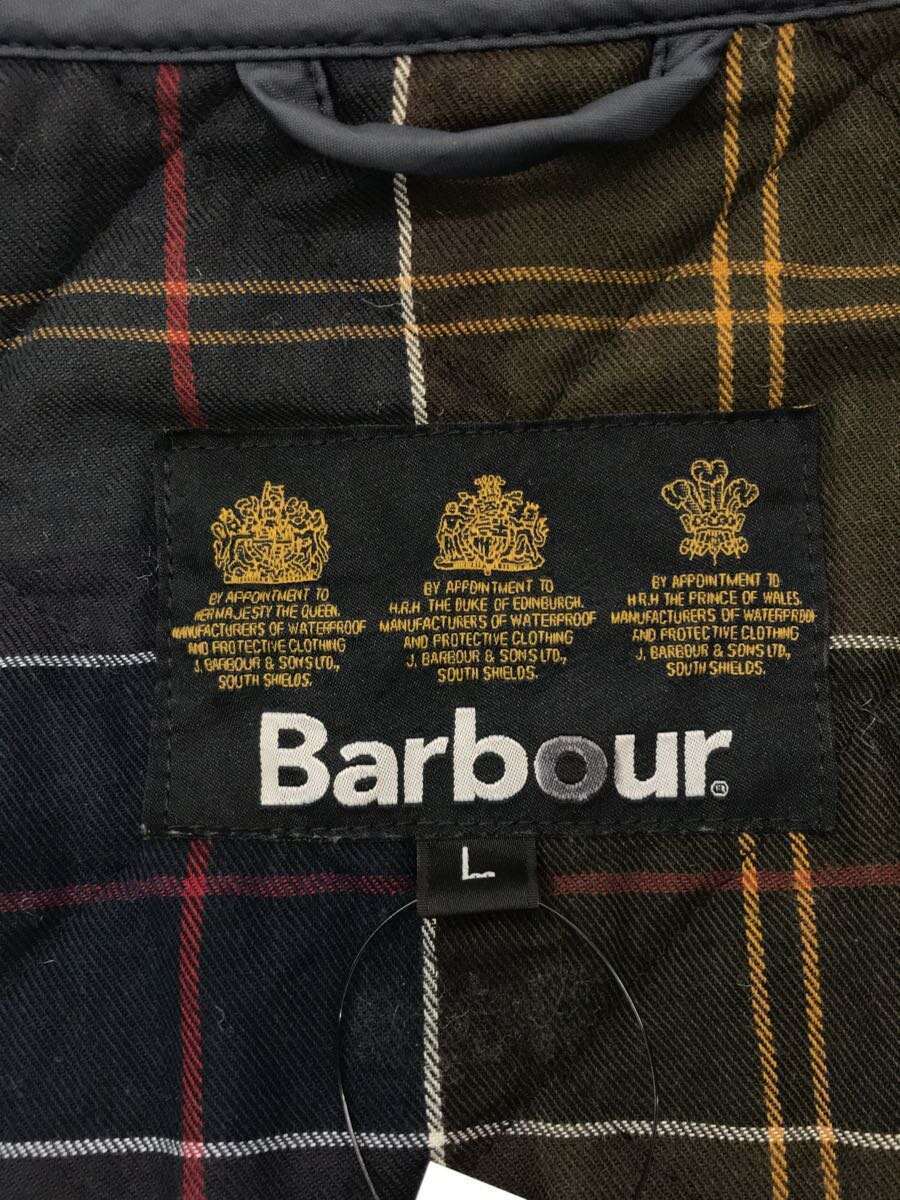 BY APPOINTMENT TO
HER MAJESTY THE QUEEN.
MANUFACTURERS OF WATERPROOF
AND PROTECTIVE CLOTHING
J. BARBOUR & SONS LTD.,
SOUTH SHIELDS.
BY APPOINTMENT TO
H.R.H THE DUKE OF EDINBURGH.
MANUFACTURERS OF WATERPROOF
AND PROTECTIVE CLOTHING
J. BARBOUR & SONS LTD.,
SOUTH SHIELDS.
BY APPOINTMENT TO
H.R.H THE PRINCE OF WALES.
MANUFACTURERS OF WATERPROOF
AND PROTECTIVE CLOTHING
J. BARBOUR & SONS LTD.,
SOUTH SHIELDS.
Barbour®
L